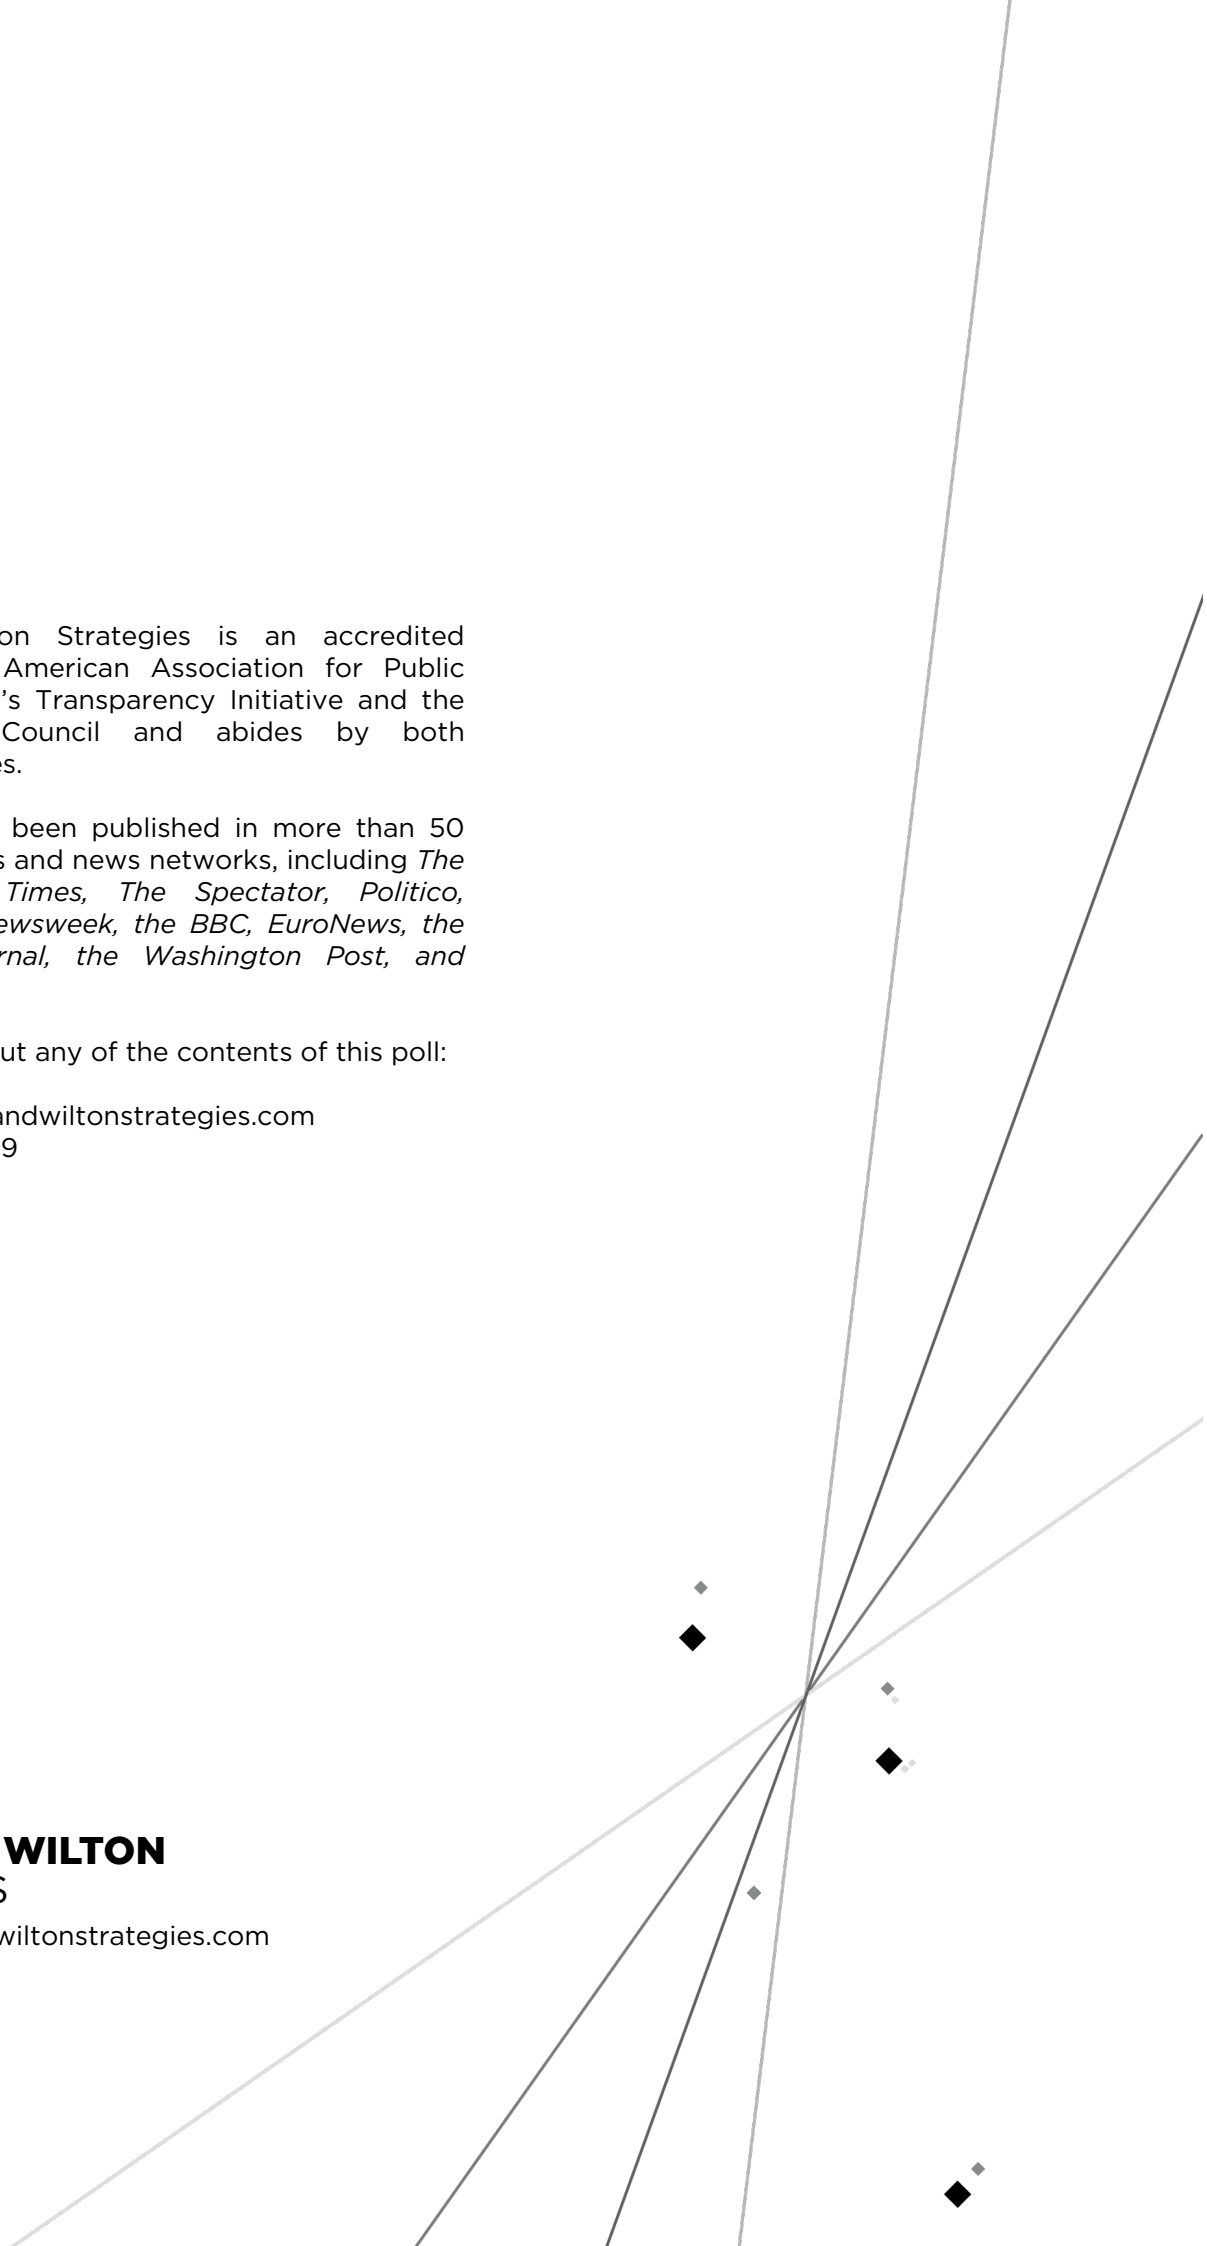 on Strategies is an accredited
American Association for Public
’s Transparency Initiative and the
Council and abides by both
es.
been published in more than 50
s and news networks, including The
Times, The Spectator, Politico,
ewsweek, the BBC, EuroNews, the
rnal, the Washington Post, and
ut any of the contents of this poll:
andwiltonstrategies.com
9
WILTON
S
wiltonstrategies.com